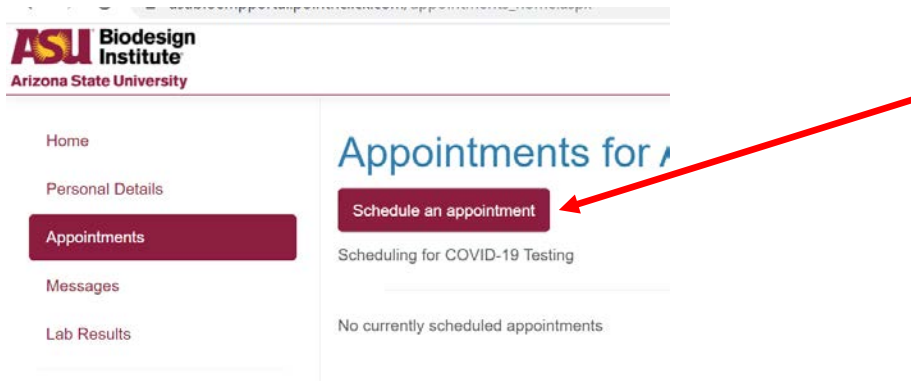 ASU Biodesign
Institute
Arizona State University
Home
Personal Details
Appointments
Messages
Lab Results
Appointments for
Schedule an appointment
Scheduling for COVID-19 Testing
No currently scheduled appointments